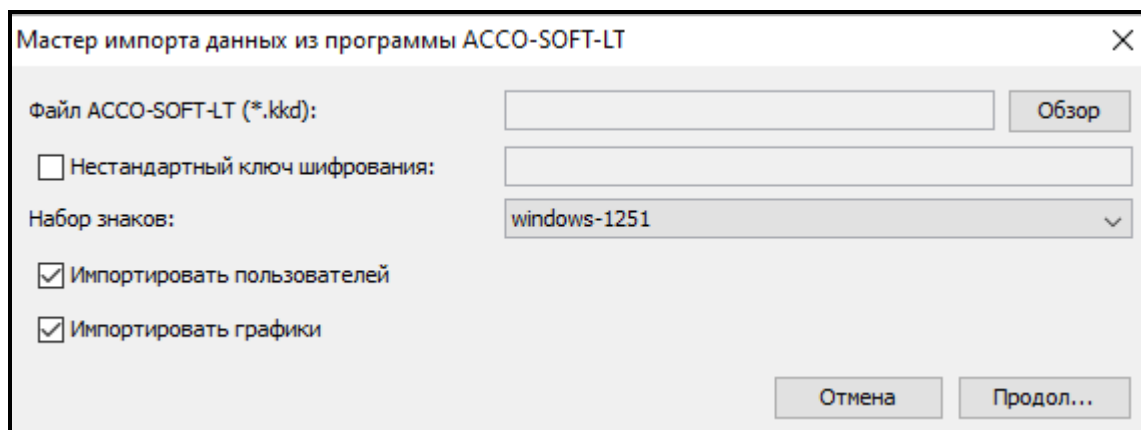 Мастер импорта данных из программы ACCO-SOFT-LT
Файл ACCO-SOFT-LT (*.kkd):
Обзор
Нестандартный ключ шифрования:
Набор знаков:
windows-1251
Импортировать пользователей
Импортировать графики
Отмена
Продол...